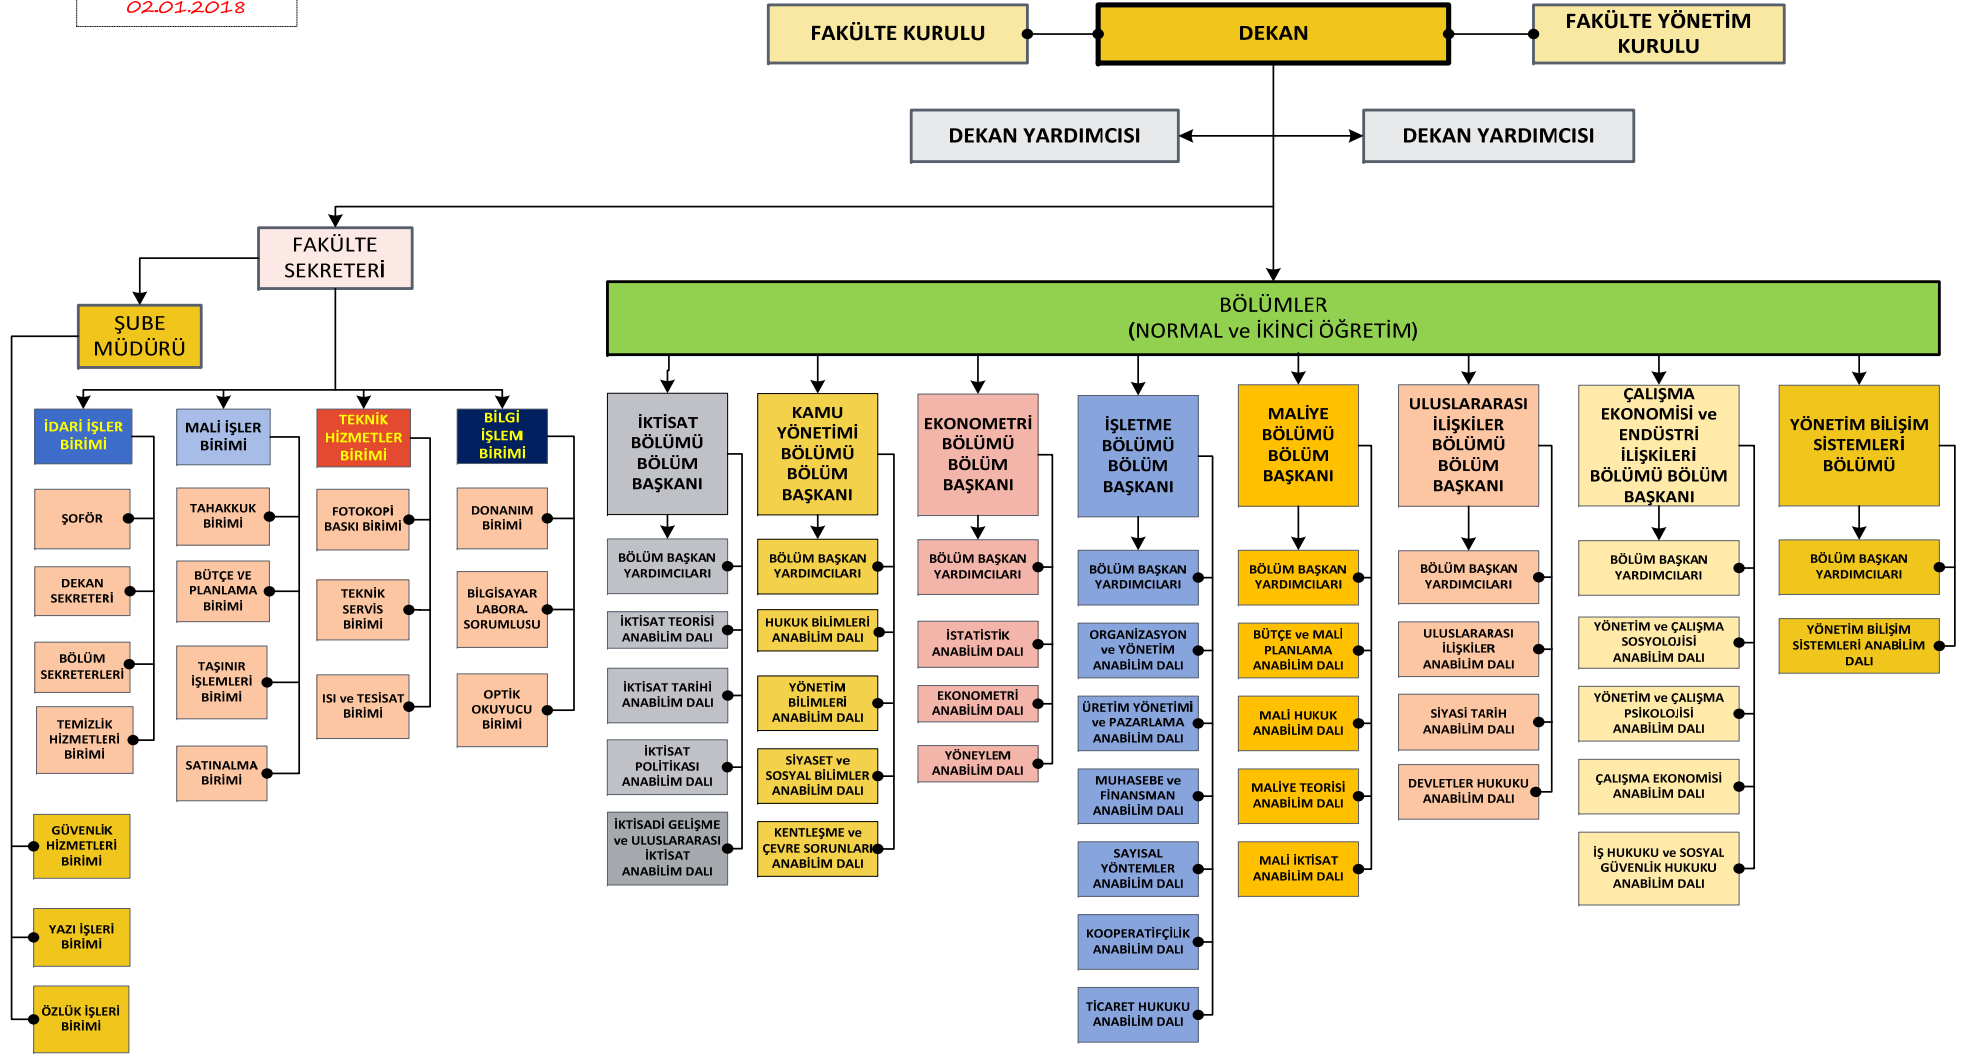 02.01.2018
FAKÜLTE KURULU
DEKAN
FAKÜLTE YÖNETİM
KURULU
DEKAN YARDIMCISI
DEKAN YARDIMCISI
FAKÜLTE
SEKRETERİ
ŞUBE
MÜDÜRÜ
BÖLÜMLER
(NORMAL ve İKİNCİ ÖĞRETİM)
İDARİ İŞLER
BİRİMİ
ŞOFÖR
DEKAN
SEKRETERİ
BÖLÜM
SEKRETERLERİ
TEMİZLİK
HİZMETLERİ
BİRİMİ
GÜVENLİK
HİZMETLERİ
BİRİMİ
YAZI İŞLERİ
BİRİMİ
ÖZLÜK İŞLERİ
BİRİMİ
MALİ İŞLER
BİRİMİ
TAHAKKUK
BİRİMİ
BÜTÇE VE
PLANLAMA
BİRİMİ
TAŞINIR
İŞLEMLERİ
BİRİMİ
SATINALMA
BİRİMİ
TEKNİK
HİZMETLER
BİRİMİ
FOTOKOPİ
BASKI BİRİMİ
TEKNİK
SERVİS
BİRİMİ
ISI ve TESİSAT
BİRİMİ
BİLGİ
İŞLEM
BİRİMİ
DONANIM
BİRİMİ
BİLGİSAYAR
LABORA.
SORUMLUSU
OPTİK
OKUYUCU
BİRİMİ
İKTİSAT
BÖLÜMÜ
BÖLÜM
BAŞKANI
BÖLÜM BAŞKAN
YARDIMCILARI
İKTİSAT TEORİSİ
ANABİLİM DALI
İKTİSAT TARİHİ
ANABİLİM DALI
İKTİSAT
POLİTİKASI
ANABİLİM DALI
İKTİSADİ GELİŞME
ve ULUSLARARASI
İKTİSAT
ANABİLİM DALI
KAMU
YÖNETİMİ
BÖLÜMÜ
BÖLÜM
BAŞKANI
BÖLÜM BAŞKAN
YARDIMCILARI
HUKUK BİLİMLERİ
ANABİLİM DALI
YÖNETİM
BİLİMLERİ
ANABİLİM DALI
SİYASET ve
SOSYAL BİLİMLER
ANABİLİM DALI
KENTLEŞME ve
ÇEVRE SORUNLARI
ANABİLİM DALI
EKONOMETRİ
BÖLÜMÜ
BÖLÜM
BAŞKANI
BÖLÜM BAŞKAN
YARDIMCILARI
İSTATİSTİK
ANABİLİM DALI
EKONOMETRİ
ANABİLİM DALI
YÖNEYLEM
ANABİLİM DALI
İŞLETME
BÖLÜMÜ
BÖLÜM
BAŞKANI
BÖLÜM BAŞKAN
YARDIMCILARI
ORGANİZASYON
ve YÖNETİM
ANABİLİM DALI
ÜRETİM YÖNETİMİ
ve PAZARLAMA
ANABİLİM DALI
MUHASEBE ve
FİNANSMAN
ANABİLİM DALI
SAYISAL
YÖNTEMLER
ANABİLİM DALI
KOOPERATİFÇİLİK
ANABİLİM DALI
TİCARET HUKUKU
ANABİLİM DALI
MALİYE
BÖLÜMÜ
BÖLÜM
BAŞKANI
BÖLÜM BAŞKAN
YARDIMCILARI
BÜTÇE ve MALİ
PLANLAMA
ANABİLİM DALI
MALİ HUKUK
ANABİLİM DALI
MALİYE TEORİSİ
ANABİLİM DALI
MALİ İKTİSAT
ANABİLİM DALI
ULUSLARARASI
İLİŞKİLER
BÖLÜMÜ
BÖLÜM
BAŞKANI
BÖLÜM BAŞKAN
YARDIMCILARI
ULUSLARARASI
İLİŞKİLER
ANABİLİM DALI
SİYASİ TARİH
ANABİLİM DALI
DEVLETLER HUKUKU
ANABİLİM DALI
ÇALIŞMA
EKONOMİSİ ve
ENDÜSTRİ
İLİŞKİLERİ
BÖLÜMÜ BÖLÜM
BAŞKANI
BÖLÜM BAŞKAN
YARDIMCILARI
YÖNETİM ve ÇALIŞMA
SOSYOLOJİSİ
ANABİLİM DALI
YÖNETİM ve ÇALIŞMA
PSİKOLOJİSİ
ANABİLİM DALI
ÇALIŞMA EKONOMİSİ
ANABİLİM DALI
İŞ HUKUKU ve SOSYAL
GÜVENLİK HUKUKU
ANABİLİM DALI
YÖNETİM BİLİŞİM
SİSTEMLERİ
BÖLÜMÜ
BÖLÜM BAŞKAN
YARDIMCILARI
YÖNETİM BİLİŞİM
SİSTEMLERİ ANABİLİM
DALI